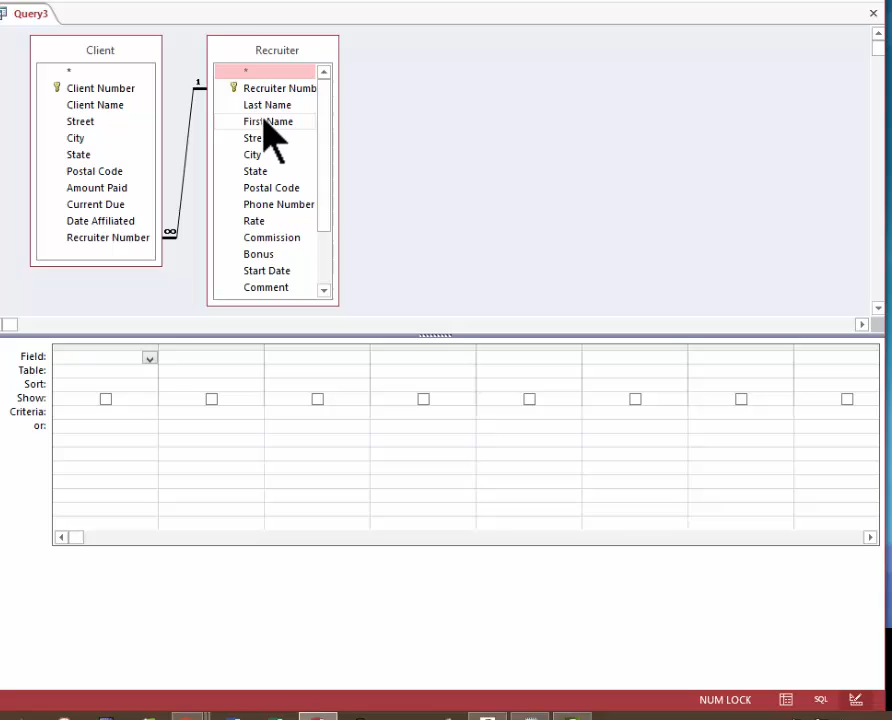 Query3
Client
*
Client Number
Client Name
Street
City
State
Postal Code
Amount Paid
Current Due
Date Affiliated
Recruiter Number
1
∞
Recruiter
*
Recruiter Numb
Last Name
First Name
Stre
City
State
Postal Code
Phone Number
Rate
Commission
Bonus
Start Date
Comment
Field:
Table:
Sort:
Show:
Criteria:
or:
NUM LOCK
SQL